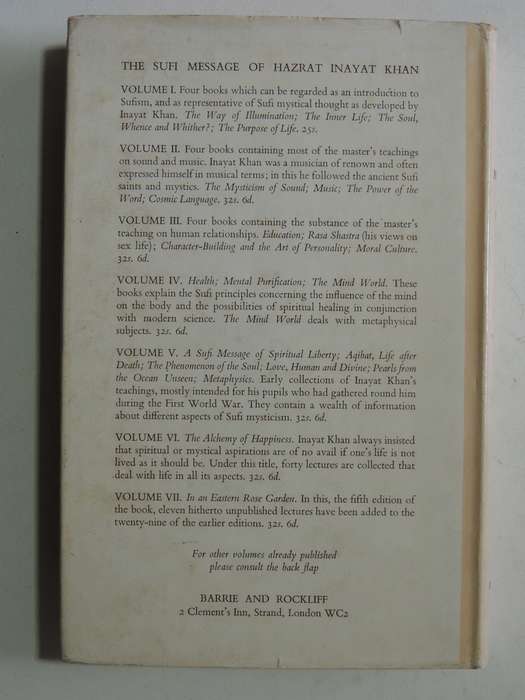 THE SUFI MESSAGE OF HAZRAT INAYAT KHAN
VOLUME I. Four books which can be regarded as an introduction to
Sufism, and as representative of Sufi mystical thought as developed by
Inayat Khan. The Way of Illumination; The Inner Life; The Soul,
Whence and Whither?; The Purpose of Life. 25s.
VOLUME II. Four books containing most of the master's teachings
on sound and music. Inayat Khan was a musician of renown and often
expressed himself in musical terms; in this he followed the ancient Sufi
saints and mystics. The Mysticism of Sound; Music; The Power of the
Word; Cosmic Language. 32s. 6d.
VOLUME III. Four books containing the substance of the master's
teaching on human relationships. Education; Rasa Shastra (his views on
sex life); Character-Building and the Art of Personality; Moral Culture.
32s. 6d.
VOLUME IV. Health; Mental Purification; The Mind World. These
books explain the Sufi principles concerning the influence of the mind
on the body and the possibilities of spiritual healing in conjunction
with modern science. The Mind World deals with metaphysical
subjects. 32s. 6d.
VOLUME V. A Sufi Message of Spiritual Liberty; Aqibat, Life after
Death; The Phenomenon of the Soul; Love, Human and Divine; Pearls from
the Ocean Unseen; Metaphysics. Early collections of Inayat Khan's
teachings, mostly intended for his pupils who had gathered round him
during the First World War. They contain a wealth of information
about different aspects of Sufi mysticism. 32s. 6d.
VOLUME VI. The Alchemy of Happiness. Inayat Khan always insisted
that spiritual or mystical aspirations are of no avail if one's life is not
lived as it should be. Under this title, forty lectures are collected that
deal with life in all its aspects. 32s. 6d.
VOLUME VII. In an Eastern Rose Garden. In this, the fifth edition of
the book, eleven hitherto unpublished lectures have been added to the
twenty-nine of the earlier editions. 32s. 6d.
For other volumes already published
please consult the back flap
BARRIE AND ROCKLIFF
2 Clement's Inn, Strand, London WC2